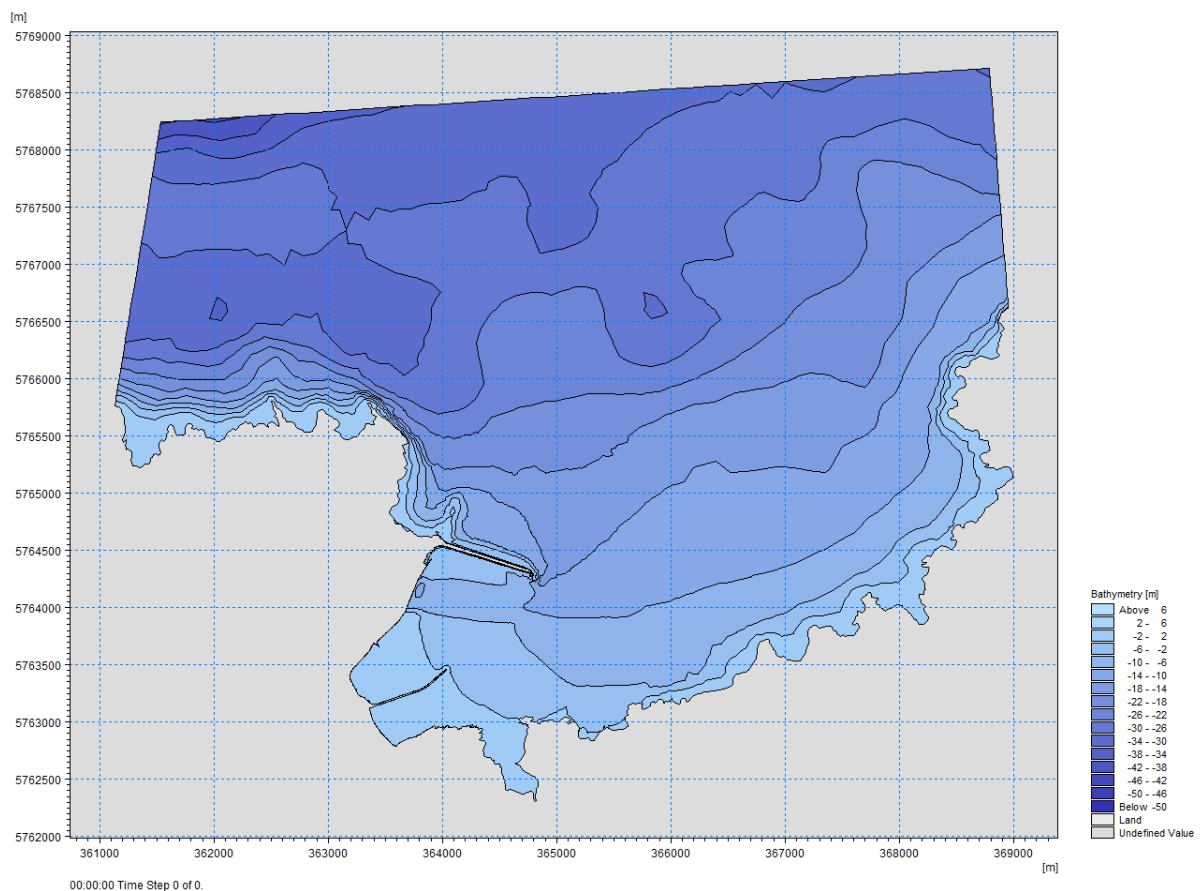 [m]
5769000
5768500
5768000
5767500
5767000
5766500
5766000
5765500
5765000
5764500
5764000
5763500
5763000
5762500
5762000
361000 362000 363000 364000 365000 366000 367000 368000 369000
[m]
00:00:00 Time Step 0 of 0.
Bathymetry [m]
Above 6
2 - 6
-2 - 2
-6 - -2
-10 - -6
-14 - -10
-18 - -14
-22 - -18
-26 - -22
-30 - -26
-34 - -30
-38 - -34
-42 - -38
-46 - -42
-50 - -46
Below -50
Land
Undefined Value